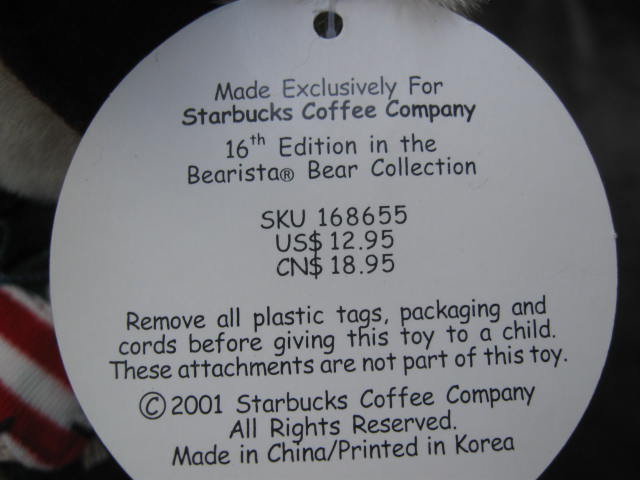 Made Exclusively For
Starbucks Coffee Company
16th Edition in the
Bearista® Bear Collection
SKU 168655
US$ 12.95
CN$ 18.95
Remove all plastic tags, packaging and
cords before giving this toy to a child.
These attachments are not part of this toy.
©2001 Starbucks Coffee Company
All Rights Reserved.
Made in China/Printed in Korea